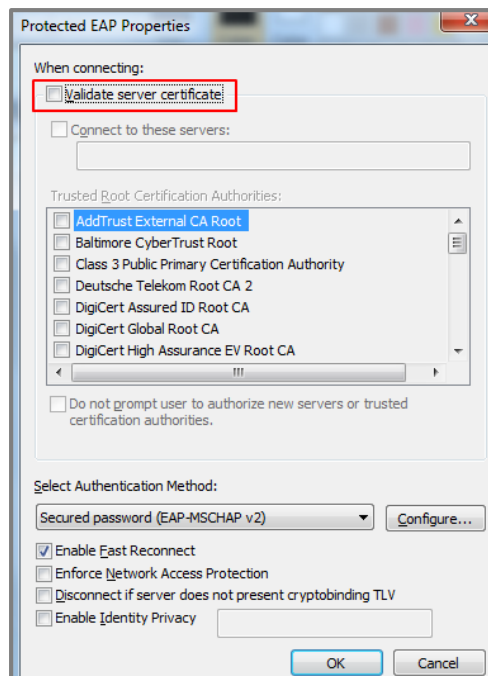 Protected EAP Properties
When connecting:
Validate server certificate
Connect to these servers:
Trusted Root Certification Authorities:
AddTrust External CA Root
Baltimore CyberTrust Root
Class 3 Public Primary Certification Authority
Deutsche Telekom Root CA 2
DigiCert Assured ID Root CA
DigiCert Global Root CA
DigiCert High Assurance EV Root CA
Do not prompt user to authorize new servers or trusted
certification authorities.
Select Authentication Method:
Secured password (EAP-MSCHAP v2) Configure...
Enable Fast Reconnect
Enforce Network Access Protection
Disconnect if server does not present cryptobinding TLV
Enable Identity Privacy
OK Cancel